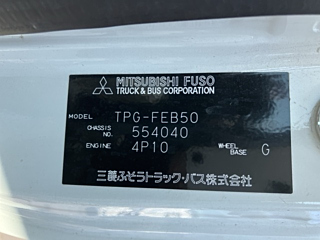 MITSUBISHI FUSO
TRUCK & BUS CORPORATION
MODEL TPG-FEB50
CHASSIS NO. 554040
ENGINE 4P10 WHEEL BASE G
三菱ふそうトラック・バス株式会社